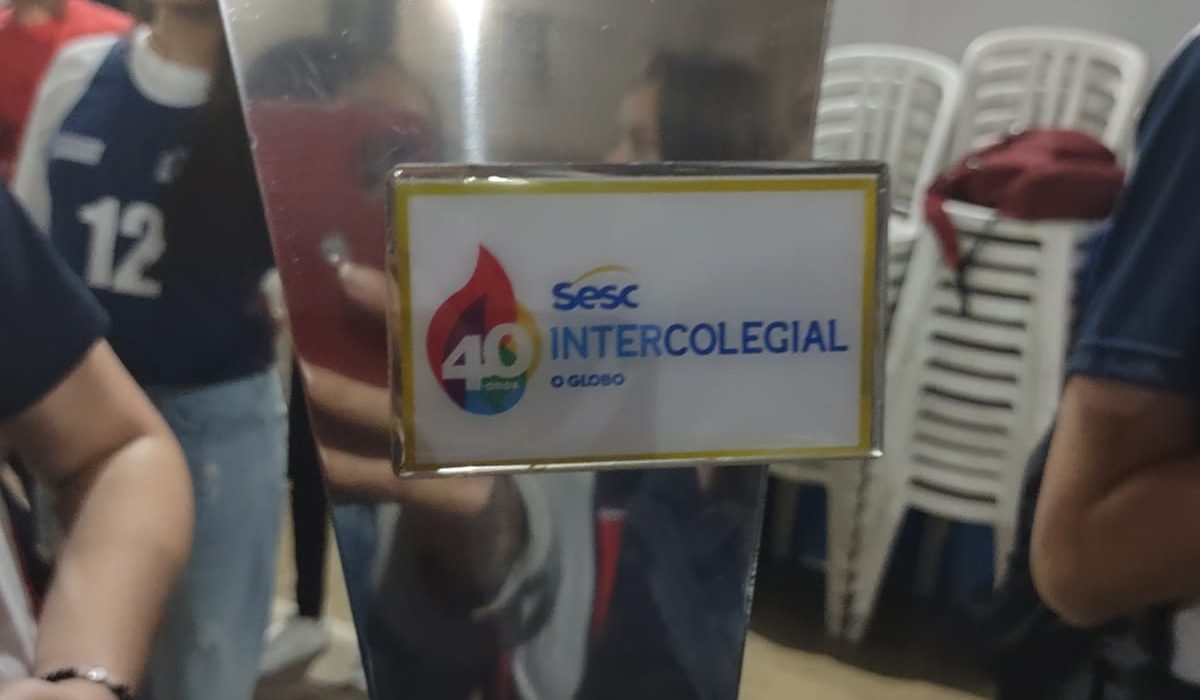 12
Sesc
40
anos
INTERCOLEGIAL
O GLOBO